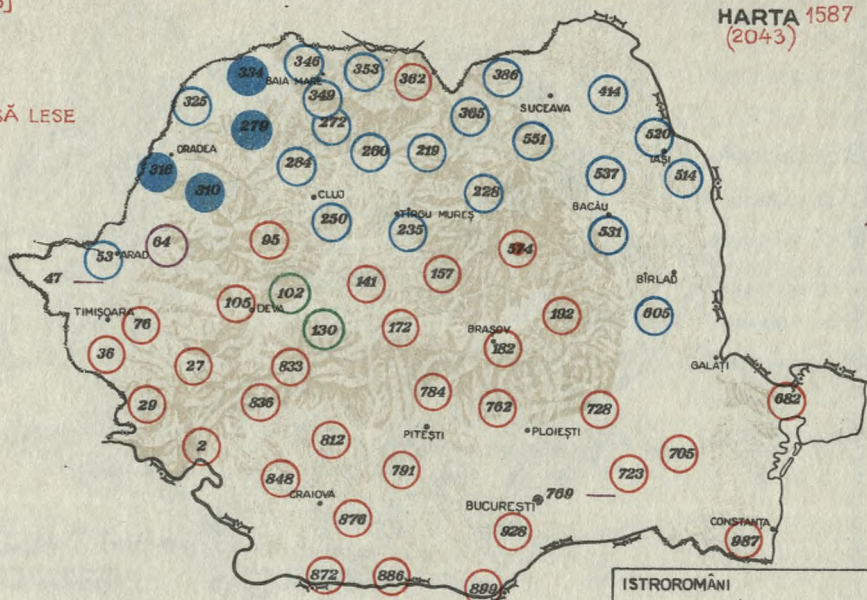 HARTA 1587
(2043)
SĂ LESE
334
346
BAIA MARE
353
362
386
414
325
349
272
365
SUCEAVA
279
260
219
551
520
IAȘI
ORADEA
316
310
284
CLUJ
228
537
514
BACĂU
250
TÎRGU MUREȘ
235
531
53
ARAD
64
95
574
47
102
141
157
BÎRLAD
105
DEVA
TIMIȘOARA
76
130
172
192
605
BRAȘOV
182
36
27
833
GALAȚI
29
836
784
762
728
682
2
812
PITEȘTI
PLOIEȘTI
705
848
791
723
CRAIOVA
BUCUREȘTI
769
876
928
CONSTANȚA
987
872
886
899
ISTROROMÂNI